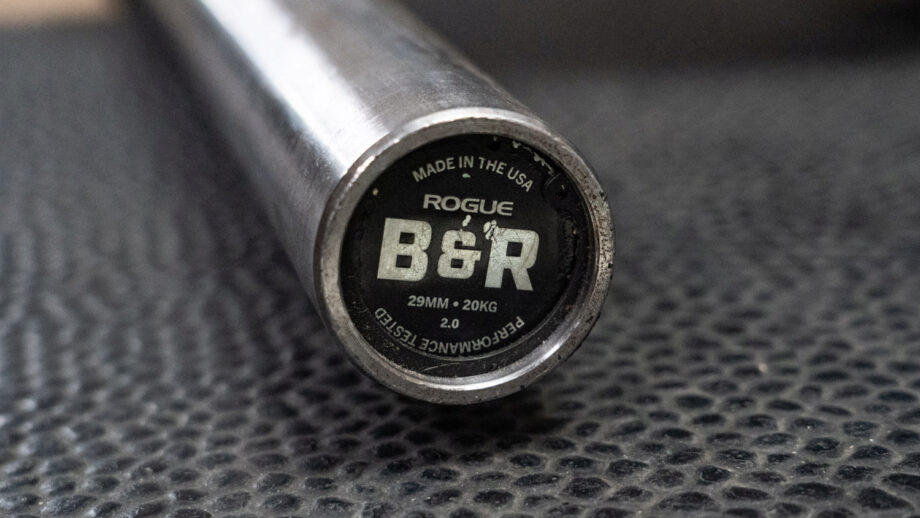 MADE IN THE USA
ROGUE
B&R
29MM • 20KG
2.0
PERFORMANCE TESTED